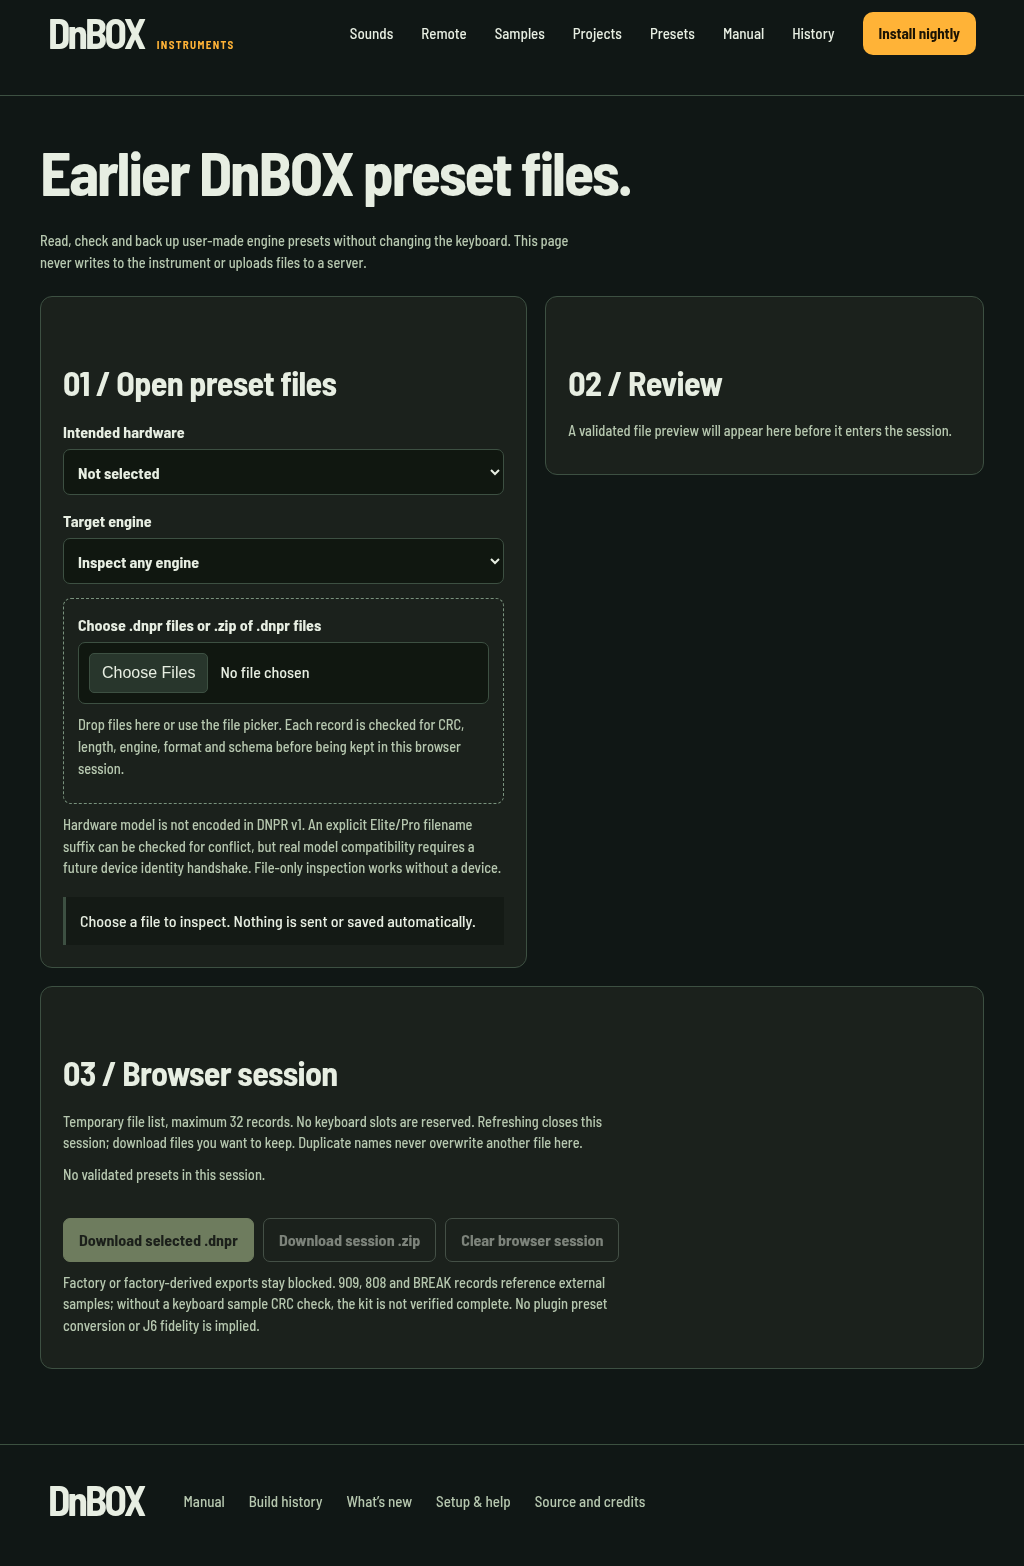 DnBOX INSTRUMENTS
Sounds Remote Samples Projects Presets Manual History Install nightly
Earlier DnBOX preset files.
Read, check and back up user-made engine presets without changing the keyboard. This page
never writes to the instrument or uploads files to a server.
01 / Open preset files
Intended hardware
Not selected
Target engine
Inspect any engine
Choose .dnpr files or .zip of .dnpr files
Choose Files No file chosen
Drop files here or use the file picker. Each record is checked for CRC,
length, engine, format and schema before being kept in this browser
session.
Hardware model is not encoded in DNPR v1. An explicit Elite/Pro filename
suffix can be checked for conflict, but real model compatibility requires a
future device identity handshake. File-only inspection works without a device.
Choose a file to inspect. Nothing is sent or saved automatically.
02 / Review
A validated file preview will appear here before it enters the session.
03 / Browser session
Temporary file list, maximum 32 records. No keyboard slots are reserved. Refreshing closes this
session; download files you want to keep. Duplicate names never overwrite another file here.
No validated presets in this session.
Download selected .dnpr Download session .zip Clear browser session
Factory or factory-derived exports stay blocked. 909, 808 and BREAK records reference external
samples; without a keyboard sample CRC check, the kit is not verified complete. No plugin preset
conversion or J6 fidelity is implied.
DnBOX Manual Build history What's new Setup & help Source and credits